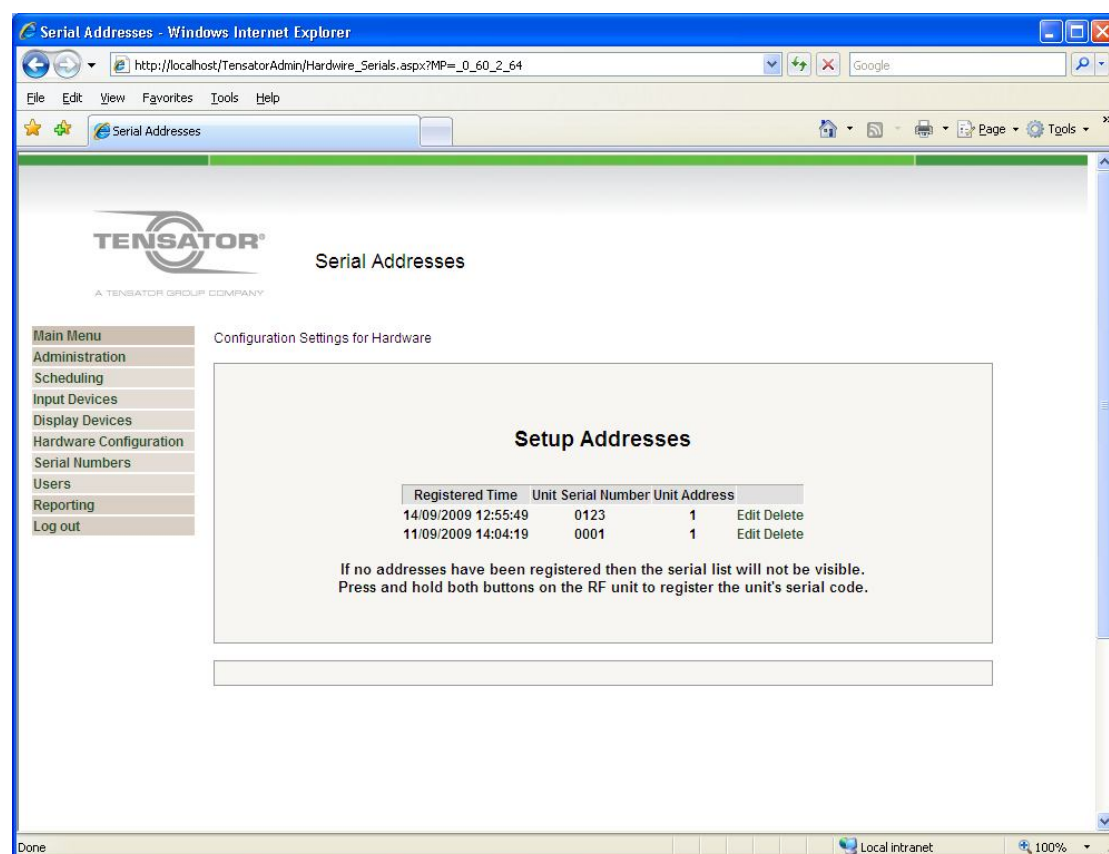 Serial Addresses - Windows Internet Explorer
http://localhost/TensatorAdmin/Hardwire_Serials.aspx?MP=_0_60_2_64
Google
File Edit View Favorites Tools Help
Serial Addresses
Page Tools »
TENSATOR®
A TENSATOR GROUP COMPANY
Serial Addresses
Main Menu
Administration
Scheduling
Input Devices
Display Devices
Hardware Configuration
Serial Numbers
Users
Reporting
Log out
Configuration Settings for Hardware
Setup Addresses
Registered Time Unit Serial Number Unit Address
14/09/2009 12:55:49 0123 1 Edit Delete
11/09/2009 14:04:19 0001 1 Edit Delete
If no addresses have been registered then the serial list will not be visible.
Press and hold both buttons on the RF unit to register the unit's serial code.
Done Local intranet 100%